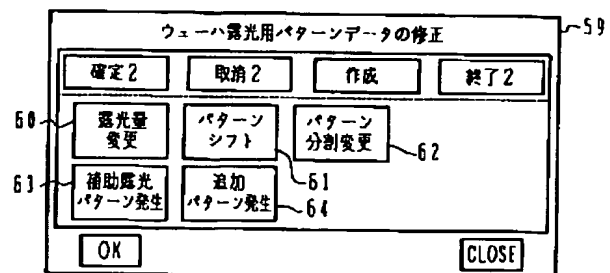 ウェーハ露光用パターンデータの修正
59
確定2 取消2 作成 終了2
60 露光量変更 パターンシフト 61 パターン分割変更 62
63 補助露光パターン発生 追加パターン発生 64
OK CLOSE